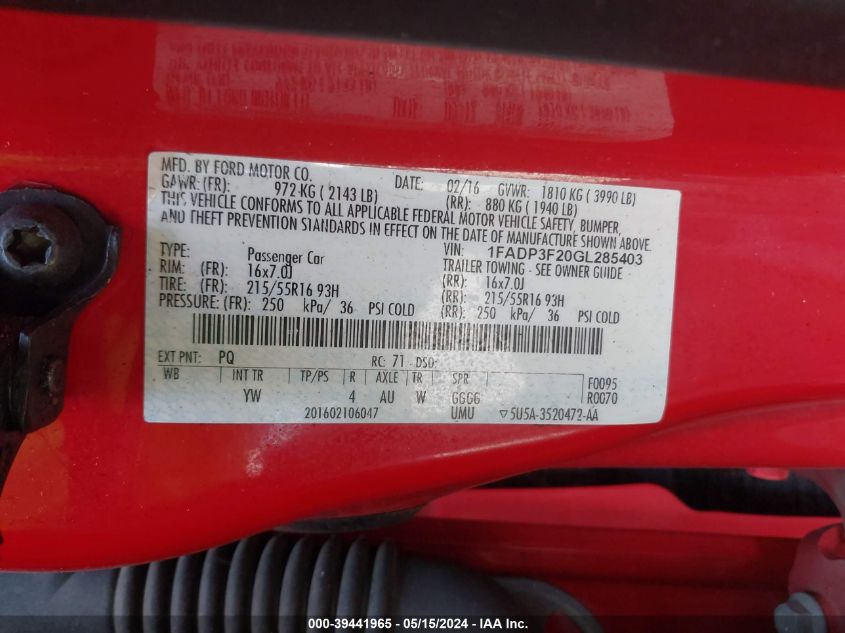 MFD. BY FORD MOTOR CO.
DATE: 02/16 GVWR: 1810 KG ( 3990 LB)
GAWR: (FR): 972 KG ( 2143 LB) (RR): 880 KG ( 1940 LB)
THIS VEHICLE CONFORMS TO ALL APPLICABLE FEDERAL MOTOR VEHICLE SAFETY, BUMPER,
AND THEFT PREVENTION STANDARDS IN EFFECT ON THE DATE OF MANUFACTURE SHOWN ABOVE.
VIN: 1FADP3F20GL285403
TYPE: Passenger Car TRAILER TOWING - SEE OWNER GUIDE
RIM: (FR): 16x7.0J (RR): 16x7.0J
TIRE: (FR): 215/55R16 93H (RR): 215/55R16 93H
PRESSURE: (FR): 250 kPa/ 36 PSI COLD (RR): 250 kPa/ 36 PSI COLD
EXT PNT: PQ RC: 71 DSO: F0095
WB INT TR TP/PS R AXLE TR SPR R0070
YW 4 AU W GGGG
201602106047 UMU ▽5U5A-3520472-AA
000-39441965 - 05/15/2024 - IAA Inc.